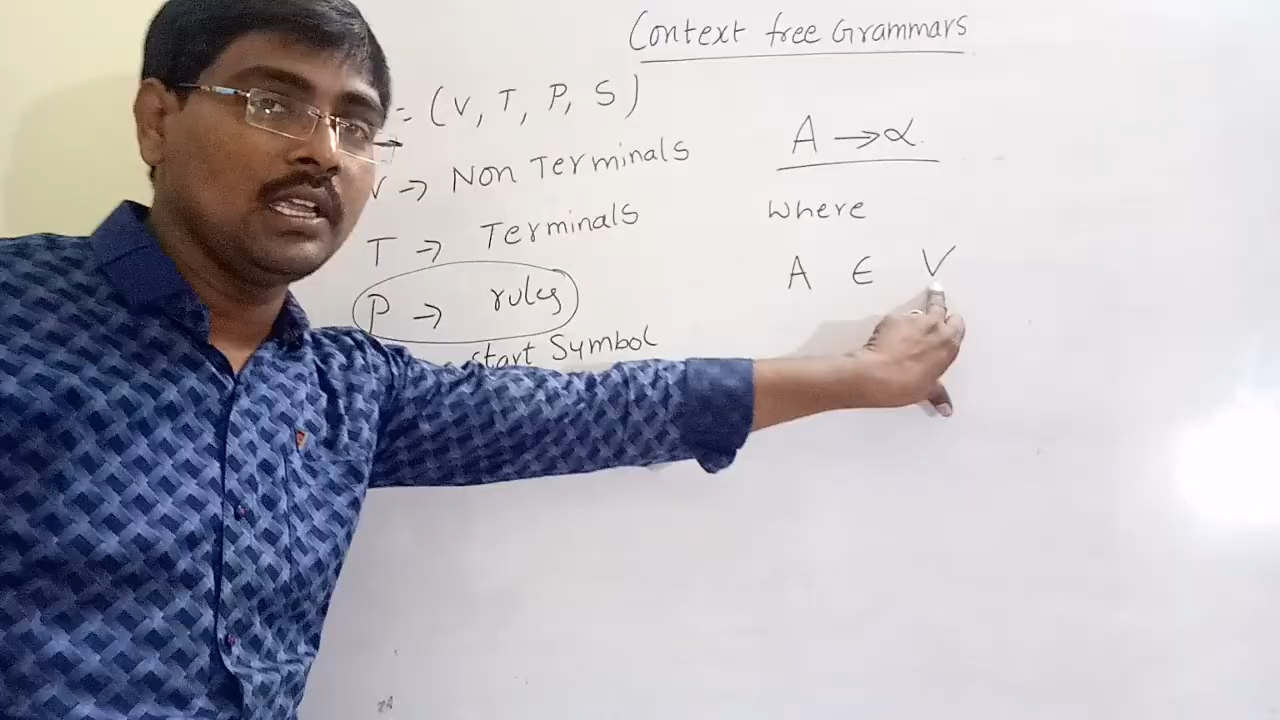 Context free Grammars
= (V, T, P, S)
V → Non Terminals
T → Terminals
P → rules
start Symbol
A → α
where
A ∈ V